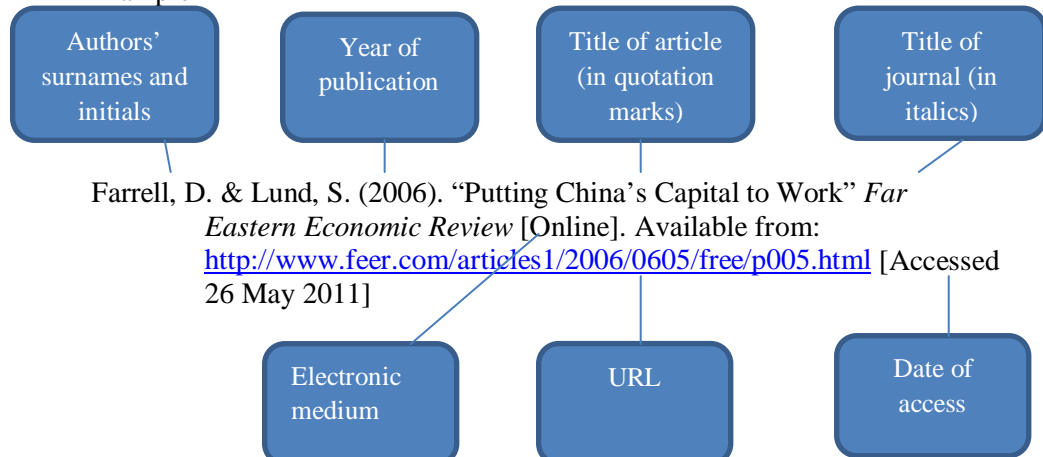 Authors'
surnames and
initials
Year of
publication
Title of article
(in quotation
marks)
Title of
journal (in
italics)
Farrell, D. & Lund, S. (2006). “Putting China’s Capital to Work” Far
Eastern Economic Review [Online]. Available from:
http://www.feer.com/articles1/2006/0605/free/p005.html [Accessed
26 May 2011]
Electronic
medium
URL
Date of
access